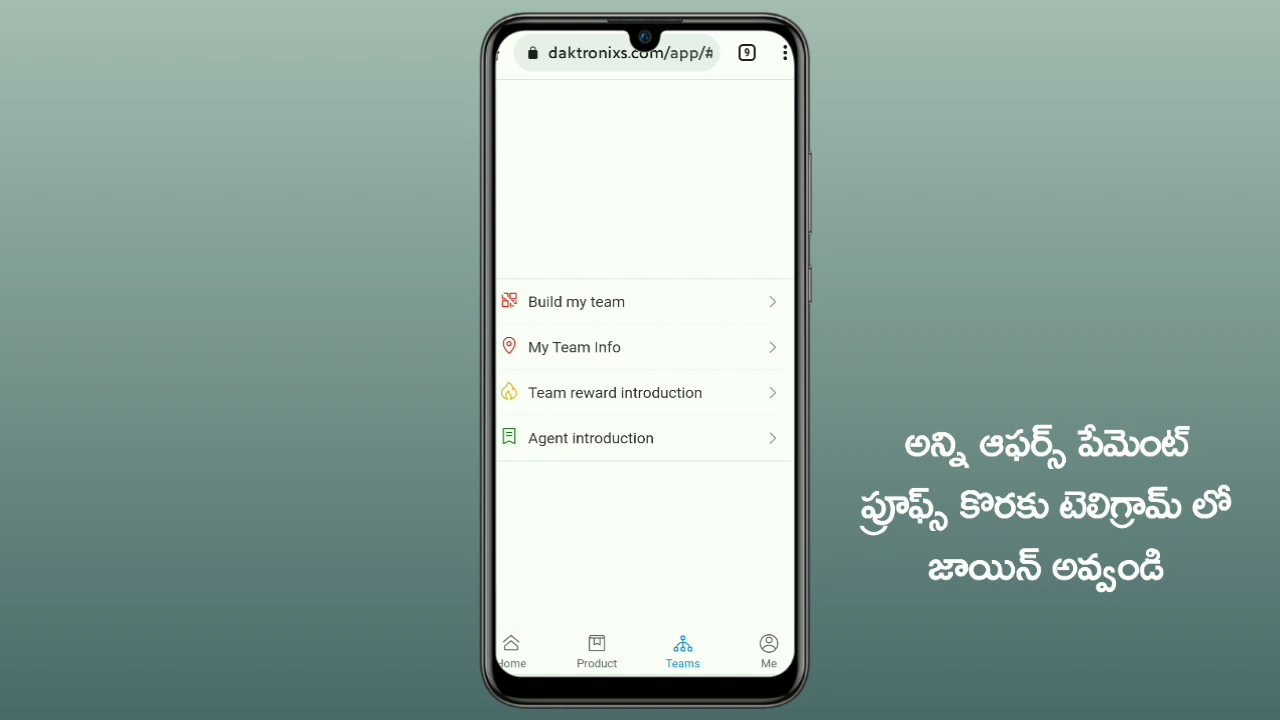 daktronixs.com/app/#
9
Build my team
My Team Info
Team reward introduction
Agent introduction
అన్ని ఆఫర్స్ పేమెంట్
ప్రూఫ్స్ కొరకు టెలిగ్రామ్ లో
జాయిన్ అవ్వండి
Home
Product
Teams
Me